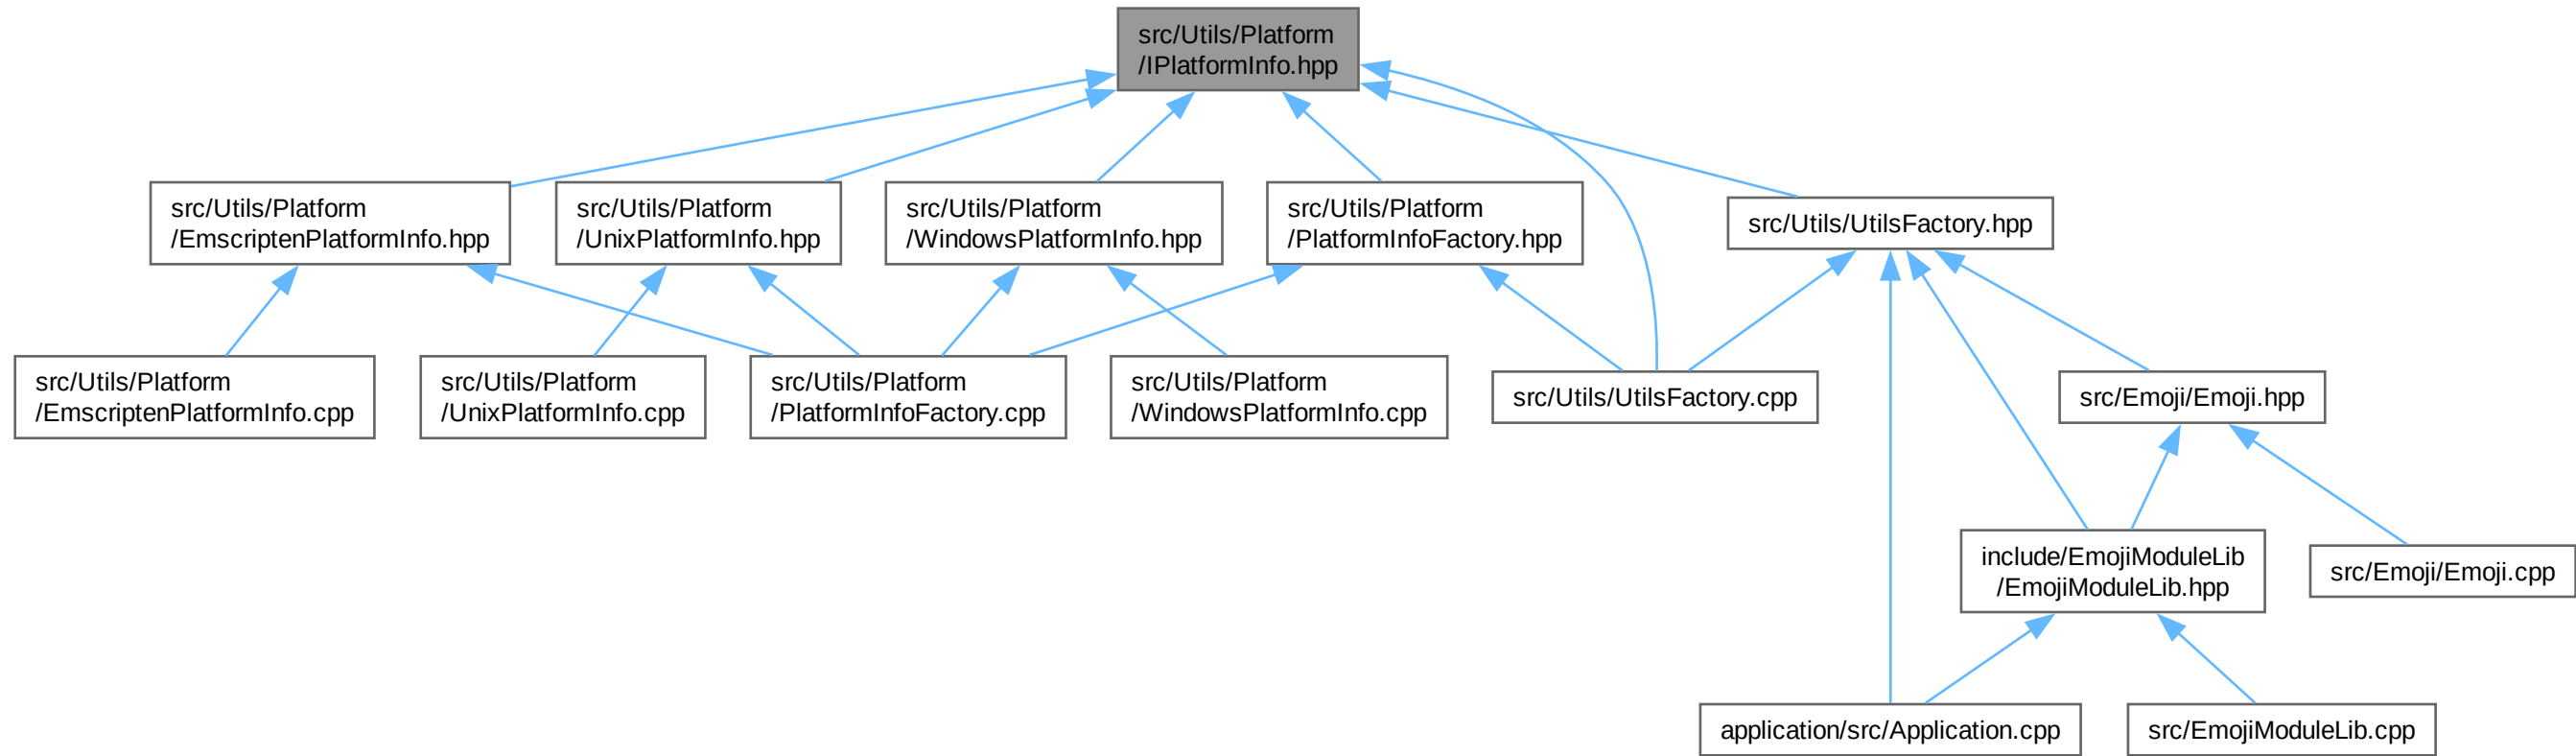 src/Utils/Platform
/IPlatformInfo.hpp
src/Utils/Platform
/EmscriptenPlatformInfo.hpp
src/Utils/Platform
/UnixPlatformInfo.hpp
src/Utils/Platform
/WindowsPlatformInfo.hpp
src/Utils/Platform
/PlatformInfoFactory.hpp
src/Utils/UtilsFactory.hpp
src/Utils/Platform
/EmscriptenPlatformInfo.cpp
src/Utils/Platform
/UnixPlatformInfo.cpp
src/Utils/Platform
/PlatformInfoFactory.cpp
src/Utils/Platform
/WindowsPlatformInfo.cpp
src/Utils/UtilsFactory.cpp
src/Emoji/Emoji.hpp
include/EmojiModuleLib
/EmojiModuleLib.hpp
src/Emoji/Emoji.cpp
application/src/Application.cpp
src/EmojiModuleLib.cpp